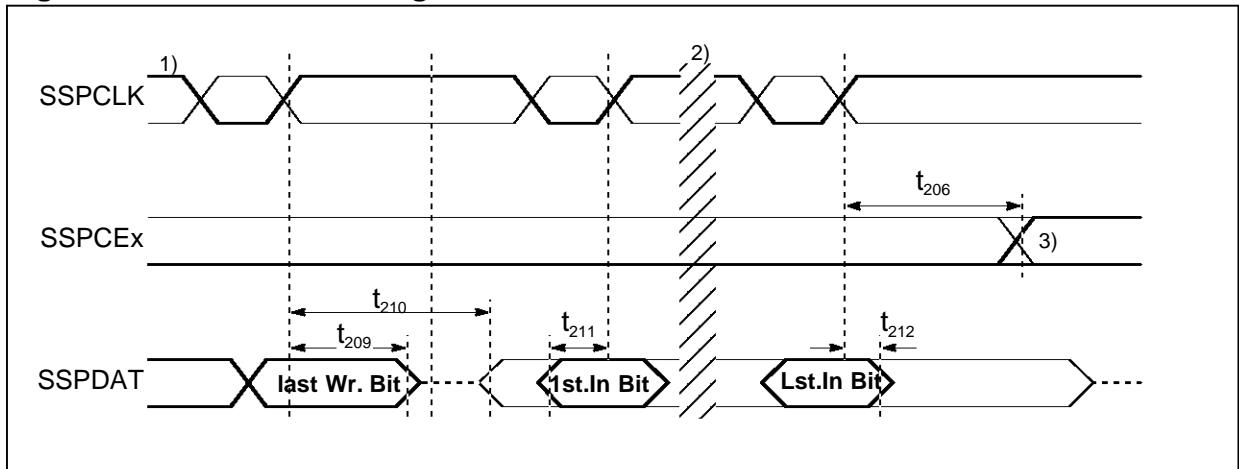 1)
2)
SSPCLK
t206
SSPCEx
3)
t210
t209
t211
t212
SSPDAT
last Wr. Bit
1st.In Bit
Lst.In Bit